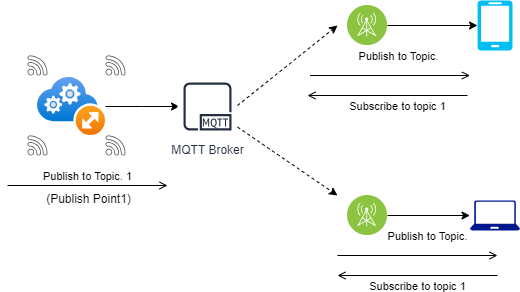 Publish to Topic.
Subscribe to topic 1
MQTT
MQTT Broker
Publish to Topic. 1
(Publish Point1)
Publish to Topic.
Subscribe to topic 1